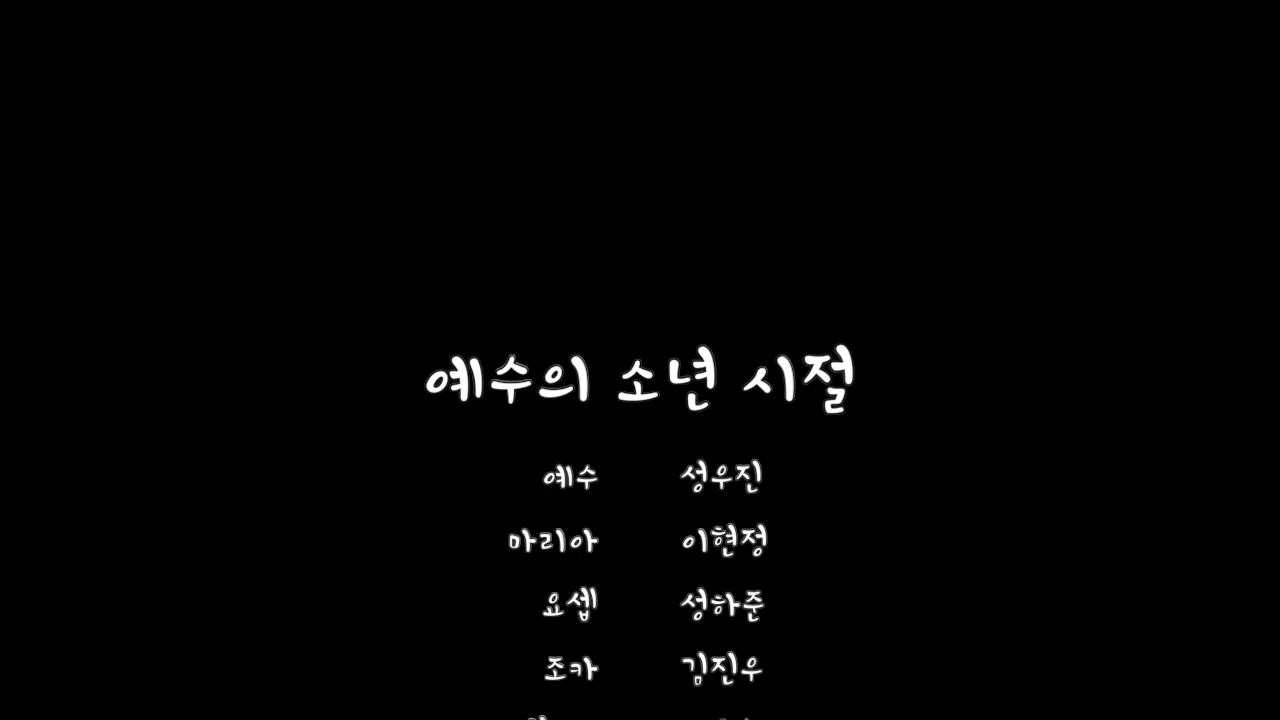 예수의 소년 시절
예수 성우진
마리아 이현정
요셉 성하준
조카 김진우